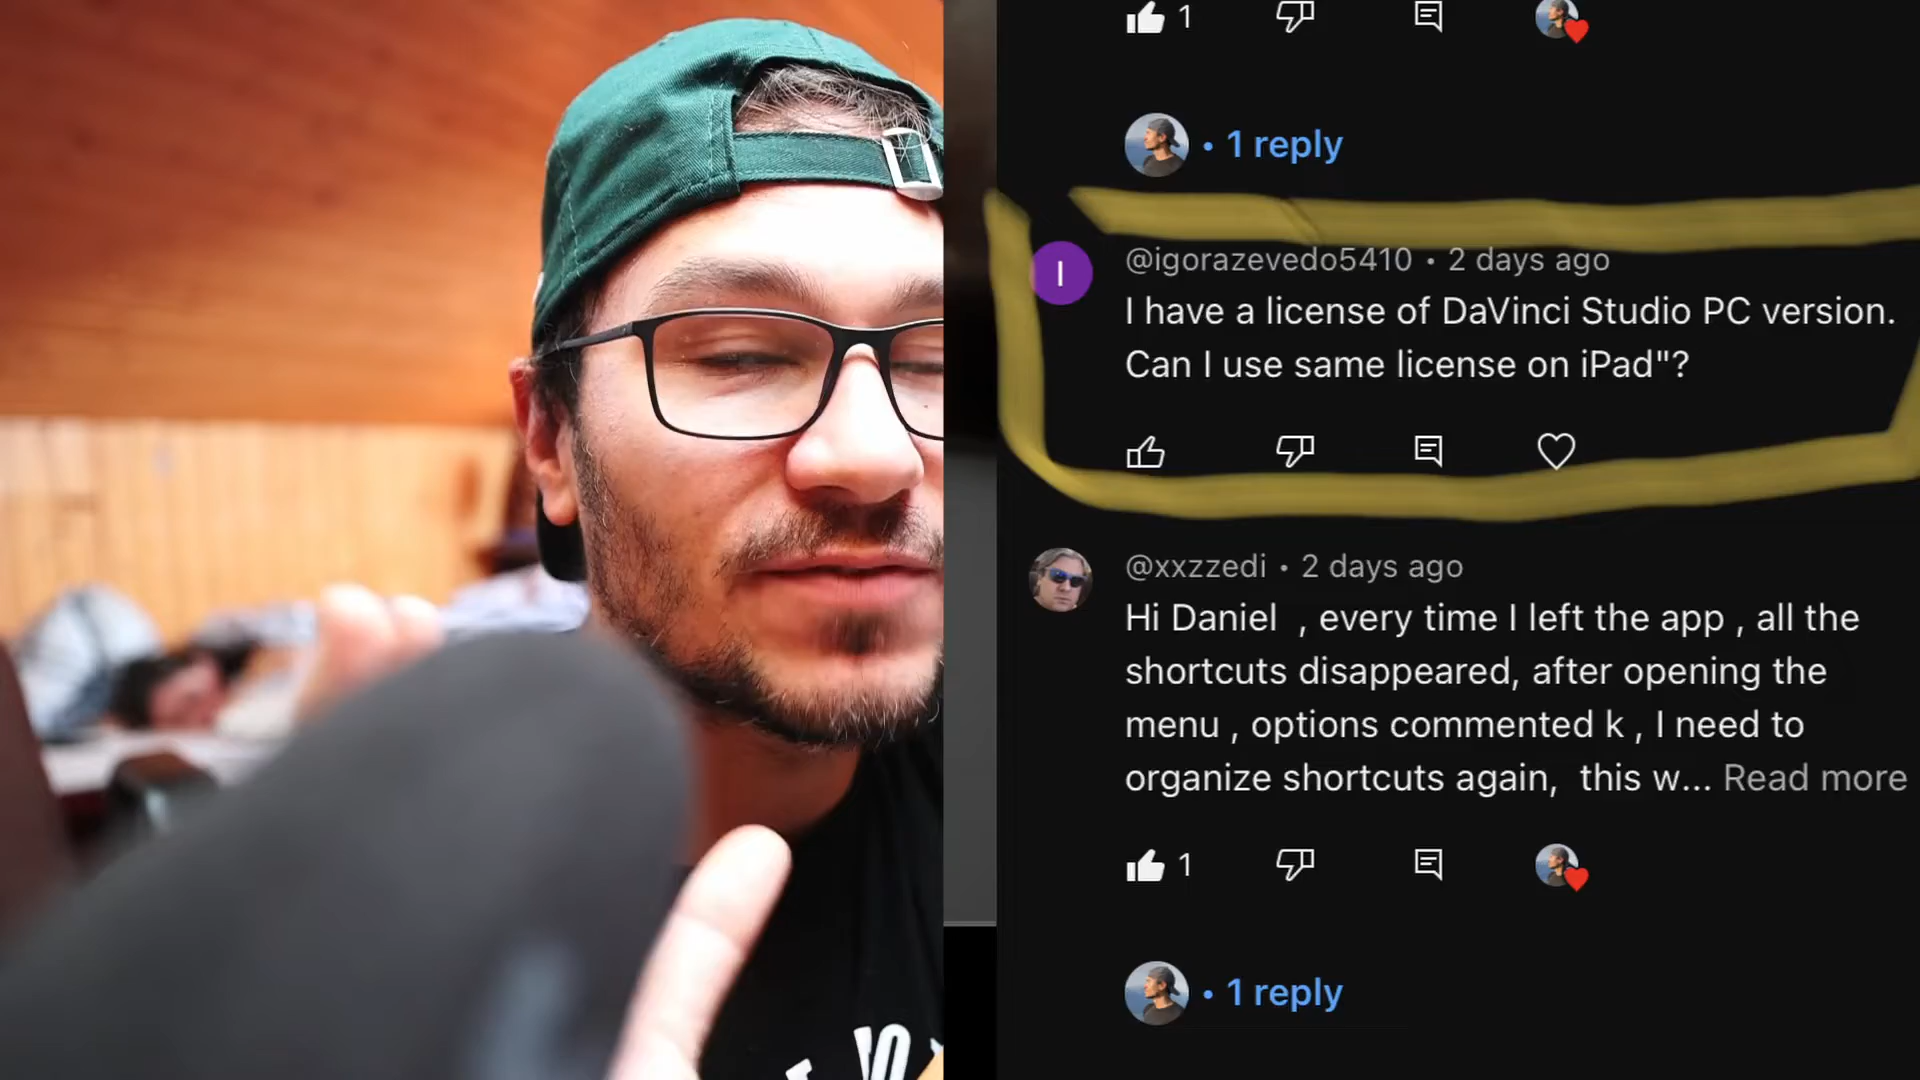 1
• 1 reply
I
@igorazevedo5410 • 2 days ago
I have a license of DaVinci Studio PC version.
Can I use same license on iPad"?
@xxzzedi • 2 days ago
Hi Daniel , every time I left the app , all the
shortcuts disappeared, after opening the
menu , options commented k , I need to
organize shortcuts again, this w... Read more
1
• 1 reply